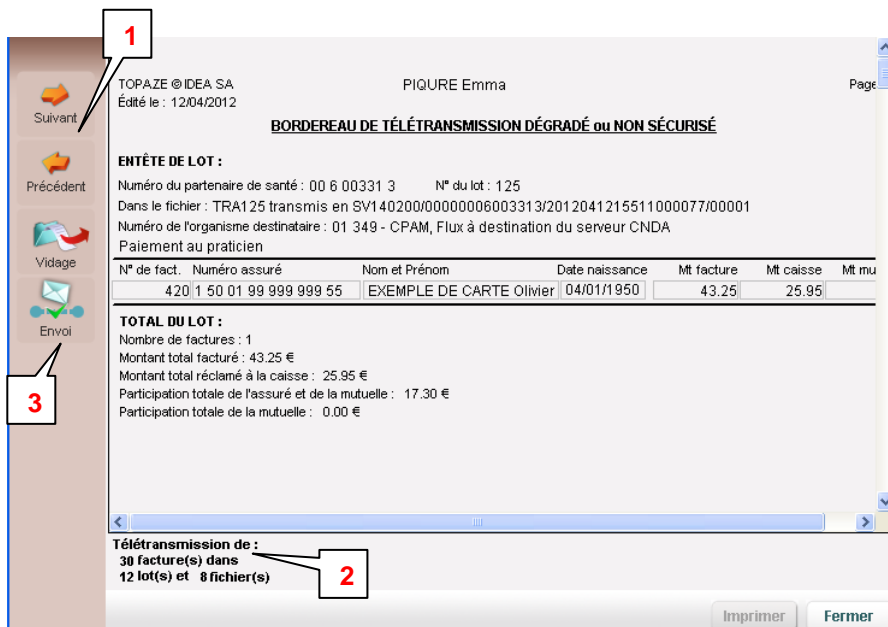 1
TOPAZE © IDEA SA PIQURE Emma Page
Édité le : 12/04/2012
Suivant
BORDEREAU DE TÉLÉTRANSMISSION DÉGRADÉ ou NON SÉCURISÉ
ENTÊTE DE LOT :
Précédent
Numéro du partenaire de santé : 00 6 00331 3 N° du lot : 125
Dans le fichier : TRA125 transmis en SV140200/00000006003313/2012041215511000077/00001
Numéro de l'organisme destinataire : 01 349 - CPAM, Flux à destination du serveur CNDA
Paiement au praticien
Vidage
N° de fact. Numéro assuré Nom et Prénom Date naissance Mt facture Mt caisse Mt mu
420 1 50 01 99 999 999 55 EXEMPLE DE CARTE Olivier 04/01/1950 43.25 25.95
Envoi
TOTAL DU LOT :
Nombre de factures : 1
Montant total facturé : 43.25 €
Montant total réclamé à la caisse : 25.95 €
Participation totale de l'assuré et de la mutuelle : 17.30 €
Participation totale de la mutuelle : 0.00 €
3
Télétransmission de :
30 facture(s) dans
12 lot(s) et 8 fichier(s)
2
Imprimer Fermer